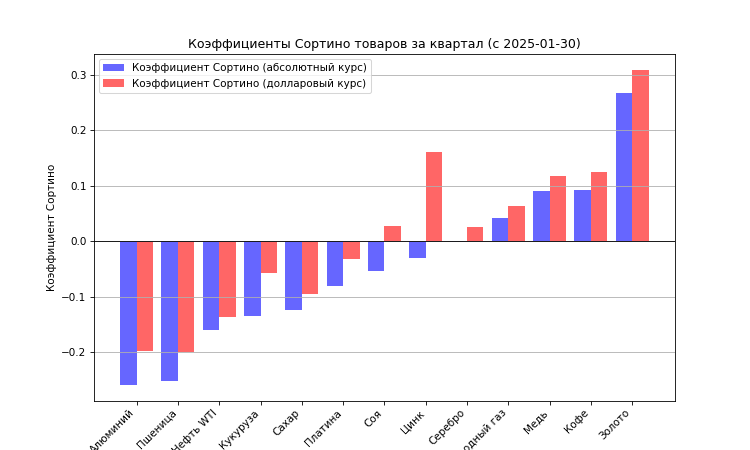 Коэффициенты Сортино товаров за квартал (с 2025-01-30)
Коэффициент Сортино (абсолютный курс)
Коэффициент Сортино (долларовый курс)
Коэффициент Сортино
0.3
0.2
0.1
0.0
−0.1
−0.2
Алюминий
Пшеница
Нефть WTI
Кукуруза
Сахар
Платина
Соя
Цинк
Серебро
одный газ
Медь
Кофе
Золото